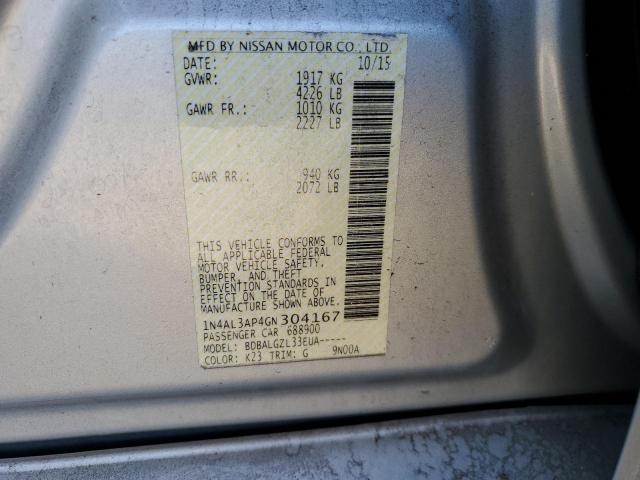 MFD BY NISSAN MOTOR CO., LTD.
DATE: 10/15
GVWR: 1917 KG
4226 LB
GAWR FR.: 1010 KG
2227 LB
GAWR RR.: 940 KG
2072 LB
THIS VEHICLE CONFORMS TO
ALL APPLICABLE FEDERAL
MOTOR VEHICLE SAFETY,
BUMPER, AND THEFT
PREVENTION STANDARDS IN
EFFECT ON THE DATE OF
MANUFACTURE SHOWN ABOVE.
1N4AL3AP4GN304167
PASSENGER CAR 688900
MODEL: BDBALGZL33EUA-----
COLOR: K23 TRIM: G 9N00A